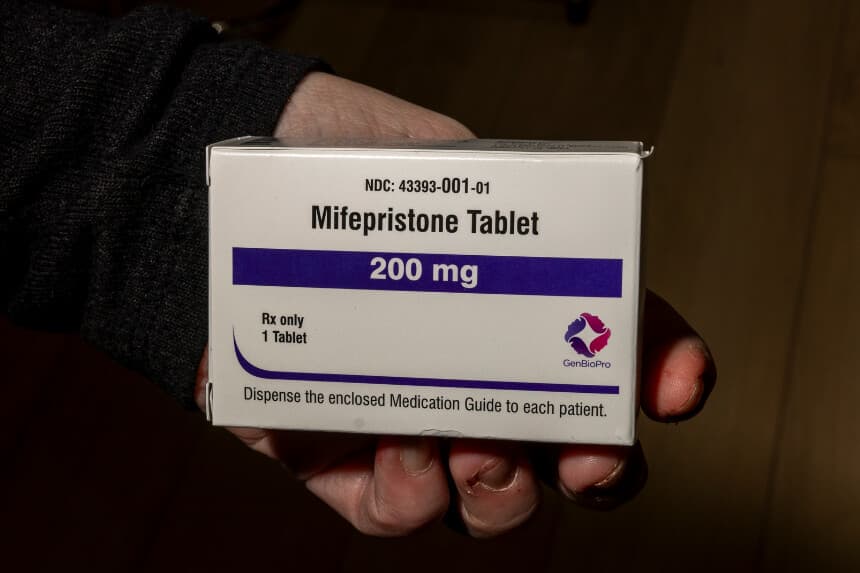 NDC: 43393-001-01
Mifepristone Tablet
200 mg
Rx only
1 Tablet
GenBioPro
Dispense the enclosed Medication Guide to each patient.